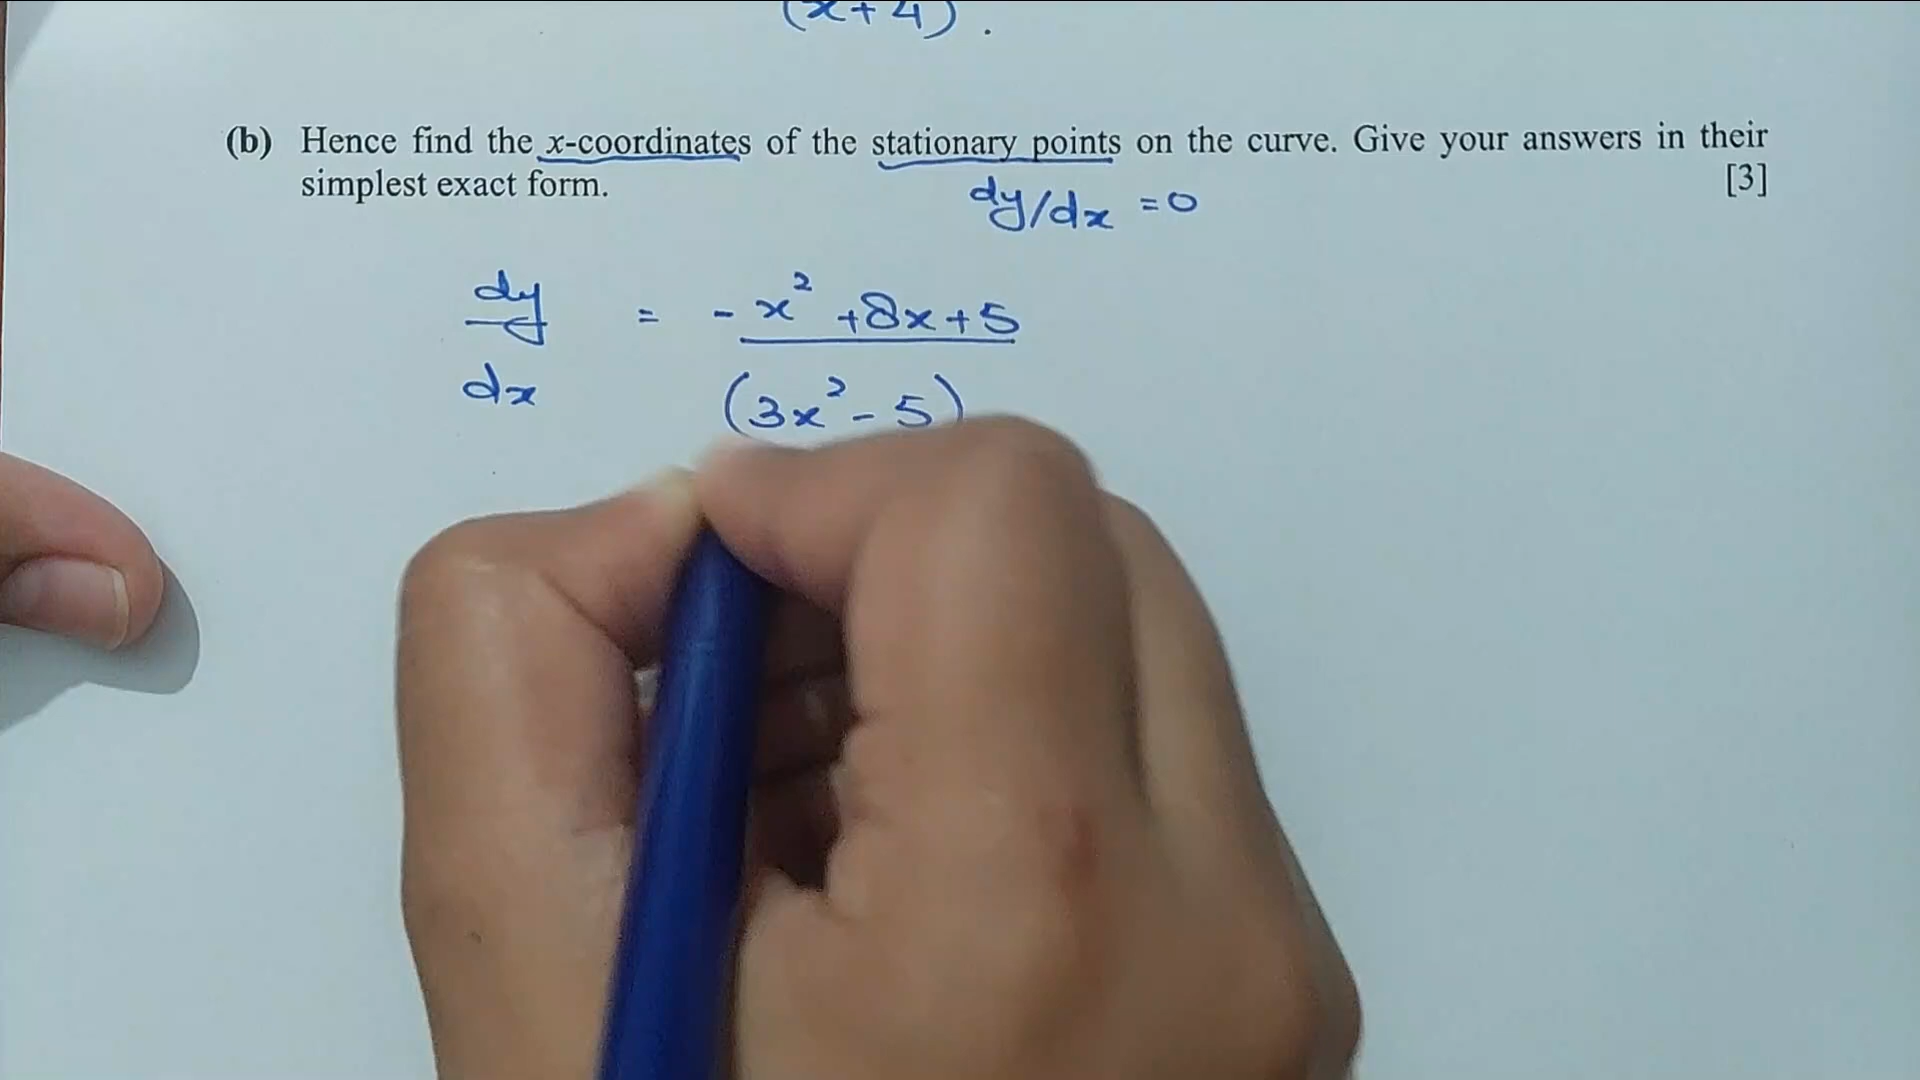 (x+4).
(b) Hence find the x-coordinates of the stationary points on the curve. Give your answers in their
simplest exact form. [3]
dy/dx = 0
dy/dx = -x² + 8x + 5 / (3x² - 5)